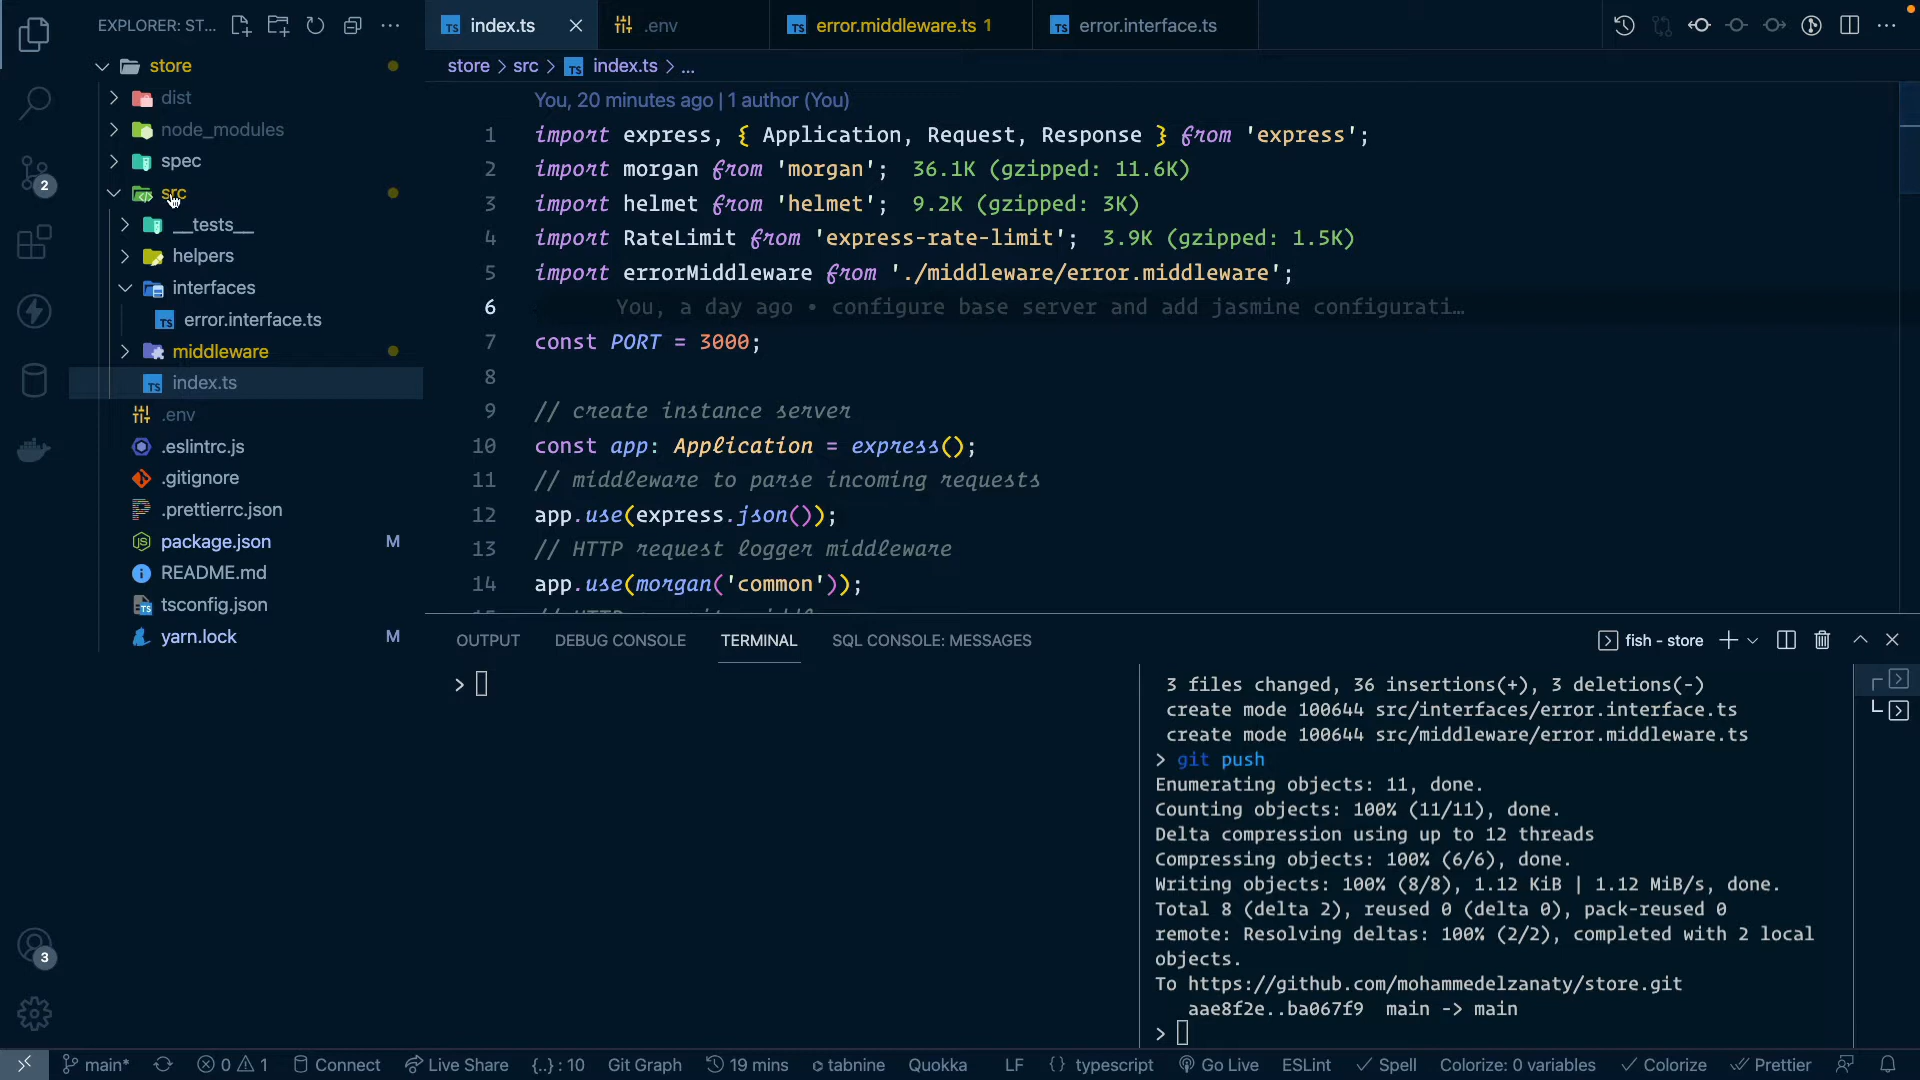 EXPLORER: ST...
store
dist
node_modules
spec
src
__tests__
helpers
interfaces
error.interface.ts
middleware
index.ts
.env
.eslintrc.js
.gitignore
.prettierrc.json
package.json M
README.md
tsconfig.json
yarn.lock M
2
3
index.ts
.env
error.middleware.ts 1
error.interface.ts
store > src > TS index.ts > ...
You, 20 minutes ago | 1 author (You)
1 import express, { Application, Request, Response } from 'express';
2 import morgan from 'morgan'; 36.1K (gzipped: 11.6K)
3 import helmet from 'helmet'; 9.2K (gzipped: 3K)
4 import RateLimit from 'express-rate-limit'; 3.9K (gzipped: 1.5K)
5 import errorMiddleware from './middleware/error.middleware';
6 You, a day ago • configure base server and add jasmine configurati…
7 const PORT = 3000;
8
9 // create instance server
10 const app: Application = express();
11 // middleware to parse incoming requests
12 app.use(express.json());
13 // HTTP request logger middleware
14 app.use(morgan('common'));
OUTPUT DEBUG CONSOLE TERMINAL SQL CONSOLE: MESSAGES
fish - store
>
3 files changed, 36 insertions(+), 3 deletions(-)
create mode 100644 src/interfaces/error.interface.ts
create mode 100644 src/middleware/error.middleware.ts
> git push
Enumerating objects: 11, done.
Counting objects: 100% (11/11), done.
Delta compression using up to 12 threads
Compressing objects: 100% (6/6), done.
Writing objects: 100% (8/8), 1.12 KiB | 1.12 MiB/s, done.
Total 8 (delta 2), reused 0 (delta 0), pack-reused 0
remote: Resolving deltas: 100% (2/2), completed with 2 local
objects.
To https://github.com/mohammedelzanaty/store.git
aae8f2e..ba067f9 main -> main
>
main* 0 1 Connect Live Share {..} : 10 Git Graph 19 mins tabnine Quokka LF {} typescript Go Live ESLint Spell Colorize: 0 variables Colorize Prettier